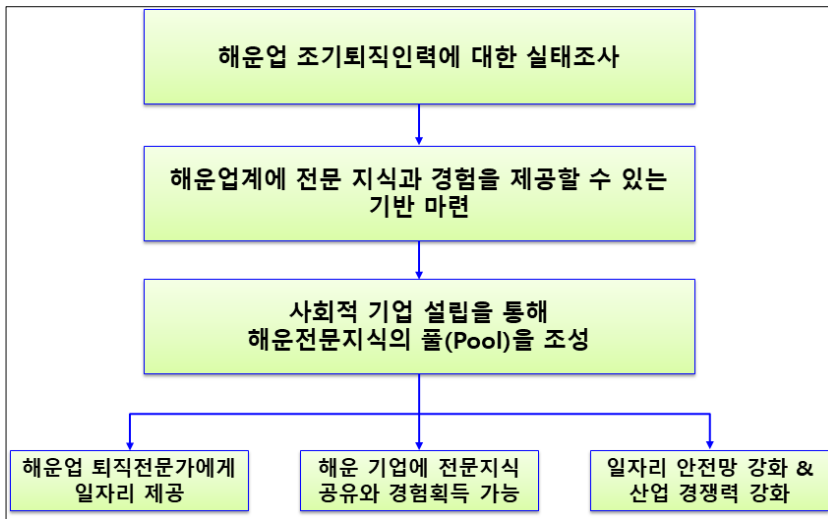 해운업 조기퇴직인력에 대한 실태조사
해운업계에 전문 지식과 경험을 제공할 수 있는
기반 마련
사회적 기업 설립을 통해
해운전문지식의 풀(Pool)을 조성
해운업 퇴직전문가에게
일자리 제공
해운 기업에 전문지식
공유와 경험획득 가능
일자리 안전망 강화 &
산업 경쟁력 강화